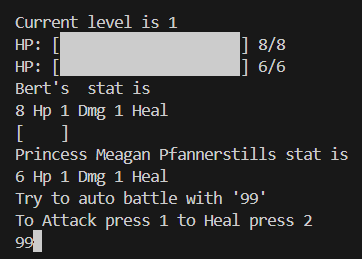 Current level is 1
HP: [                    ] 8/8
HP: [                    ] 6/6
Bert's  stat is
8 Hp 1 Dmg 1 Heal
[    ]
Princess Meagan Pfannerstills stat is
6 Hp 1 Dmg 1 Heal
Try to auto battle with '99'
To Attack press 1 to Heal press 2
99